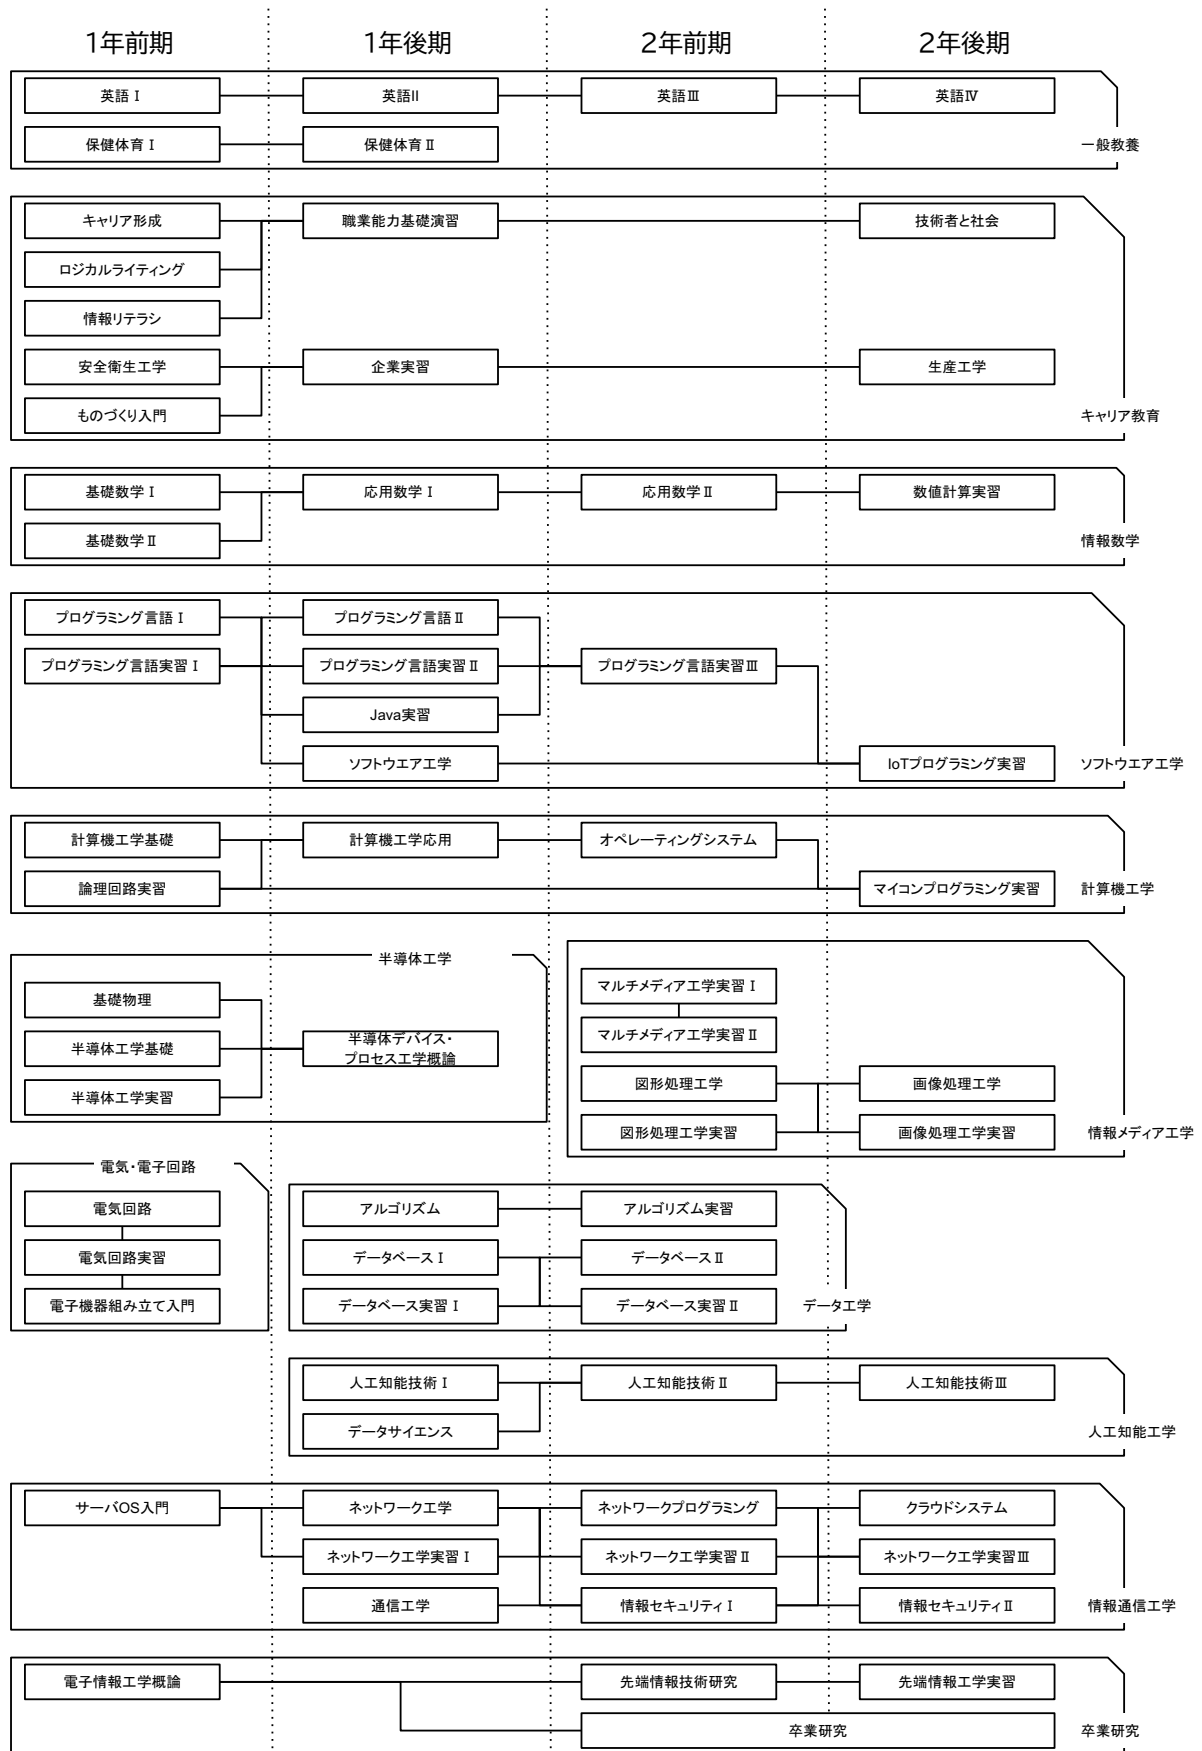 1年前期
1年後期
2年前期
2年後期
英語Ⅰ
英語II
英語Ⅲ
英語Ⅳ
保健体育Ⅰ
保健体育Ⅱ
一般教養
キャリア形成
職業能力基礎演習
技術者と社会
ロジカルライティング
情報リテラシ
安全衛生工学
企業実習
生産工学
ものづくり入門
キャリア教育
基礎数学Ⅰ
応用数学Ⅰ
応用数学Ⅱ
数値計算実習
基礎数学Ⅱ
情報数学
プログラミング言語Ⅰ
プログラミング言語Ⅱ
プログラミング言語実習Ⅰ
プログラミング言語実習Ⅱ
プログラミング言語実習Ⅲ
Java実習
ソフトウエア工学
IoTプログラミング実習
ソフトウエア工学
計算機工学基礎
計算機工学応用
オペレーティングシステム
論理回路実習
マイコンプログラミング実習
計算機工学
半導体工学
基礎物理
半導体工学基礎
半導体デバイス・
プロセス工学概論
半導体工学実習
マルチメディア工学実習Ⅰ
マルチメディア工学実習Ⅱ
図形処理工学
画像処理工学
図形処理工学実習
画像処理工学実習
情報メディア工学
電気・電子回路
電気回路
電気回路実習
電子機器組み立て入門
アルゴリズム
アルゴリズム実習
データベースⅠ
データベースⅡ
データベース実習Ⅰ
データベース実習Ⅱ
データ工学
人工知能技術Ⅰ
人工知能技術Ⅱ
人工知能技術Ⅲ
データサイエンス
人工知能工学
サーバOS入門
ネットワーク工学
ネットワークプログラミング
クラウドシステム
ネットワーク工学実習Ⅰ
ネットワーク工学実習Ⅱ
ネットワーク工学実習Ⅲ
通信工学
情報セキュリティⅠ
情報セキュリティⅡ
情報通信工学
電子情報工学概論
先端情報技術研究
先端情報工学実習
卒業研究
卒業研究